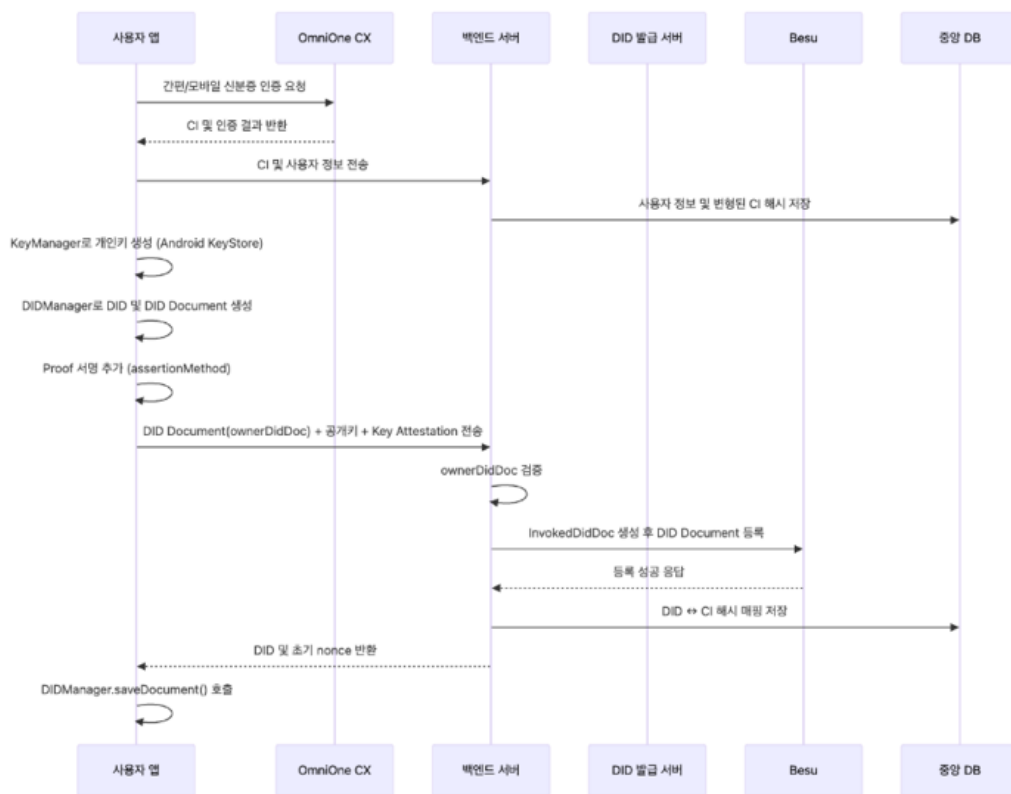 사용자 앱
OmniOne CX
백엔드 서버
DID 발급 서버
Besu
중앙 DB
간편/모바일 신분증 인증 요청
CI 및 인증 결과 반환
CI 및 사용자 정보 전송
사용자 정보 및 변형된 CI 해시 저장
KeyManager로 개인키 생성 (Android KeyStore)
DIDManager로 DID 및 DID Document 생성
Proof 서명 추가 (assertionMethod)
DID Document(ownerDidDoc) + 공개키 + Key Attestation 전송
ownerDidDoc 검증
InvokedDidDoc 생성 후 DID Document 등록
등록 성공 응답
DID ↔ CI 해시 매핑 저장
DID 및 초기 nonce 반환
DIDManager.saveDocument() 호출
사용자 앱
OmniOne CX
백엔드 서버
DID 발급 서버
Besu
중앙 DB